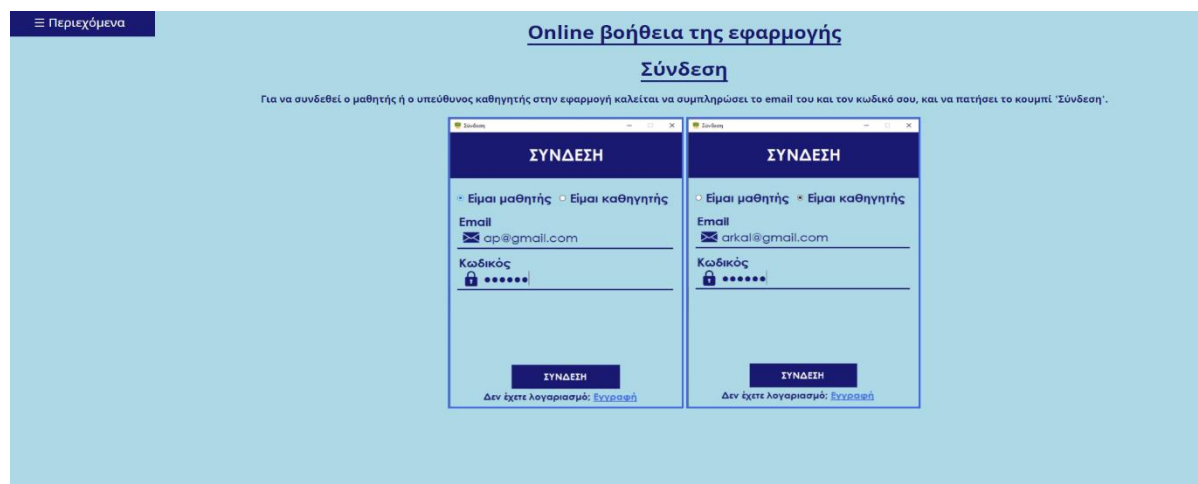 ☰ Περιεχόμενα
Online βοήθεια της εφαρμογής
Σύνδεση
Για να συνδεθεί ο μαθητής ή ο υπεύθυνος καθηγητής στην εφαρμογή καλείται να συμπληρώσει το email του και τον κωδικό σου, και να πατήσει το κουμπί 'Σύνδεση'.
Σύνδεση
ΣΥΝΔΕΣΗ
Είμαι μαθητής Είμαι καθηγητής
Email
ap@gmail.com
Κωδικός
••••••
ΣΥΝΔΕΣΗ
Δεν έχετε λογαριασμό; Εγγραφή
Σύνδεση
ΣΥΝΔΕΣΗ
Είμαι μαθητής Είμαι καθηγητής
Email
arkal@gmail.com
Κωδικός
••••••
ΣΥΝΔΕΣΗ
Δεν έχετε λογαριασμό; Εγγραφή